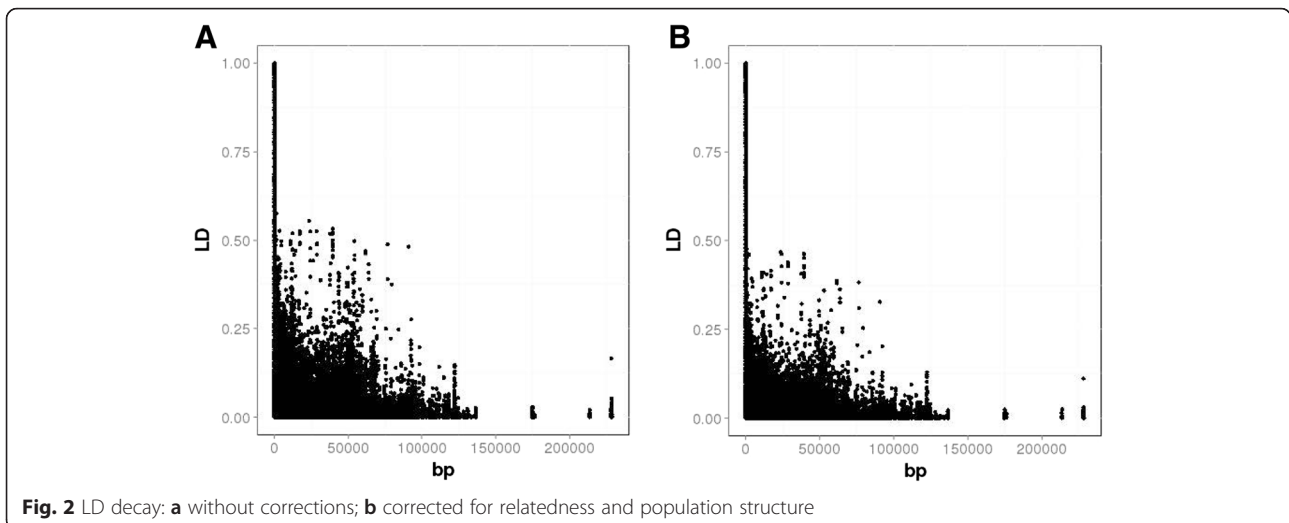 A
1.00
0.75
0.50
0.25
0.00
LD
0 50000 100000 150000 200000
bp
B
1.00
0.75
0.50
0.25
0.00
LD
0 50000 100000 150000 200000
bp
Fig. 2 LD decay: a without corrections; b corrected for relatedness and population structure